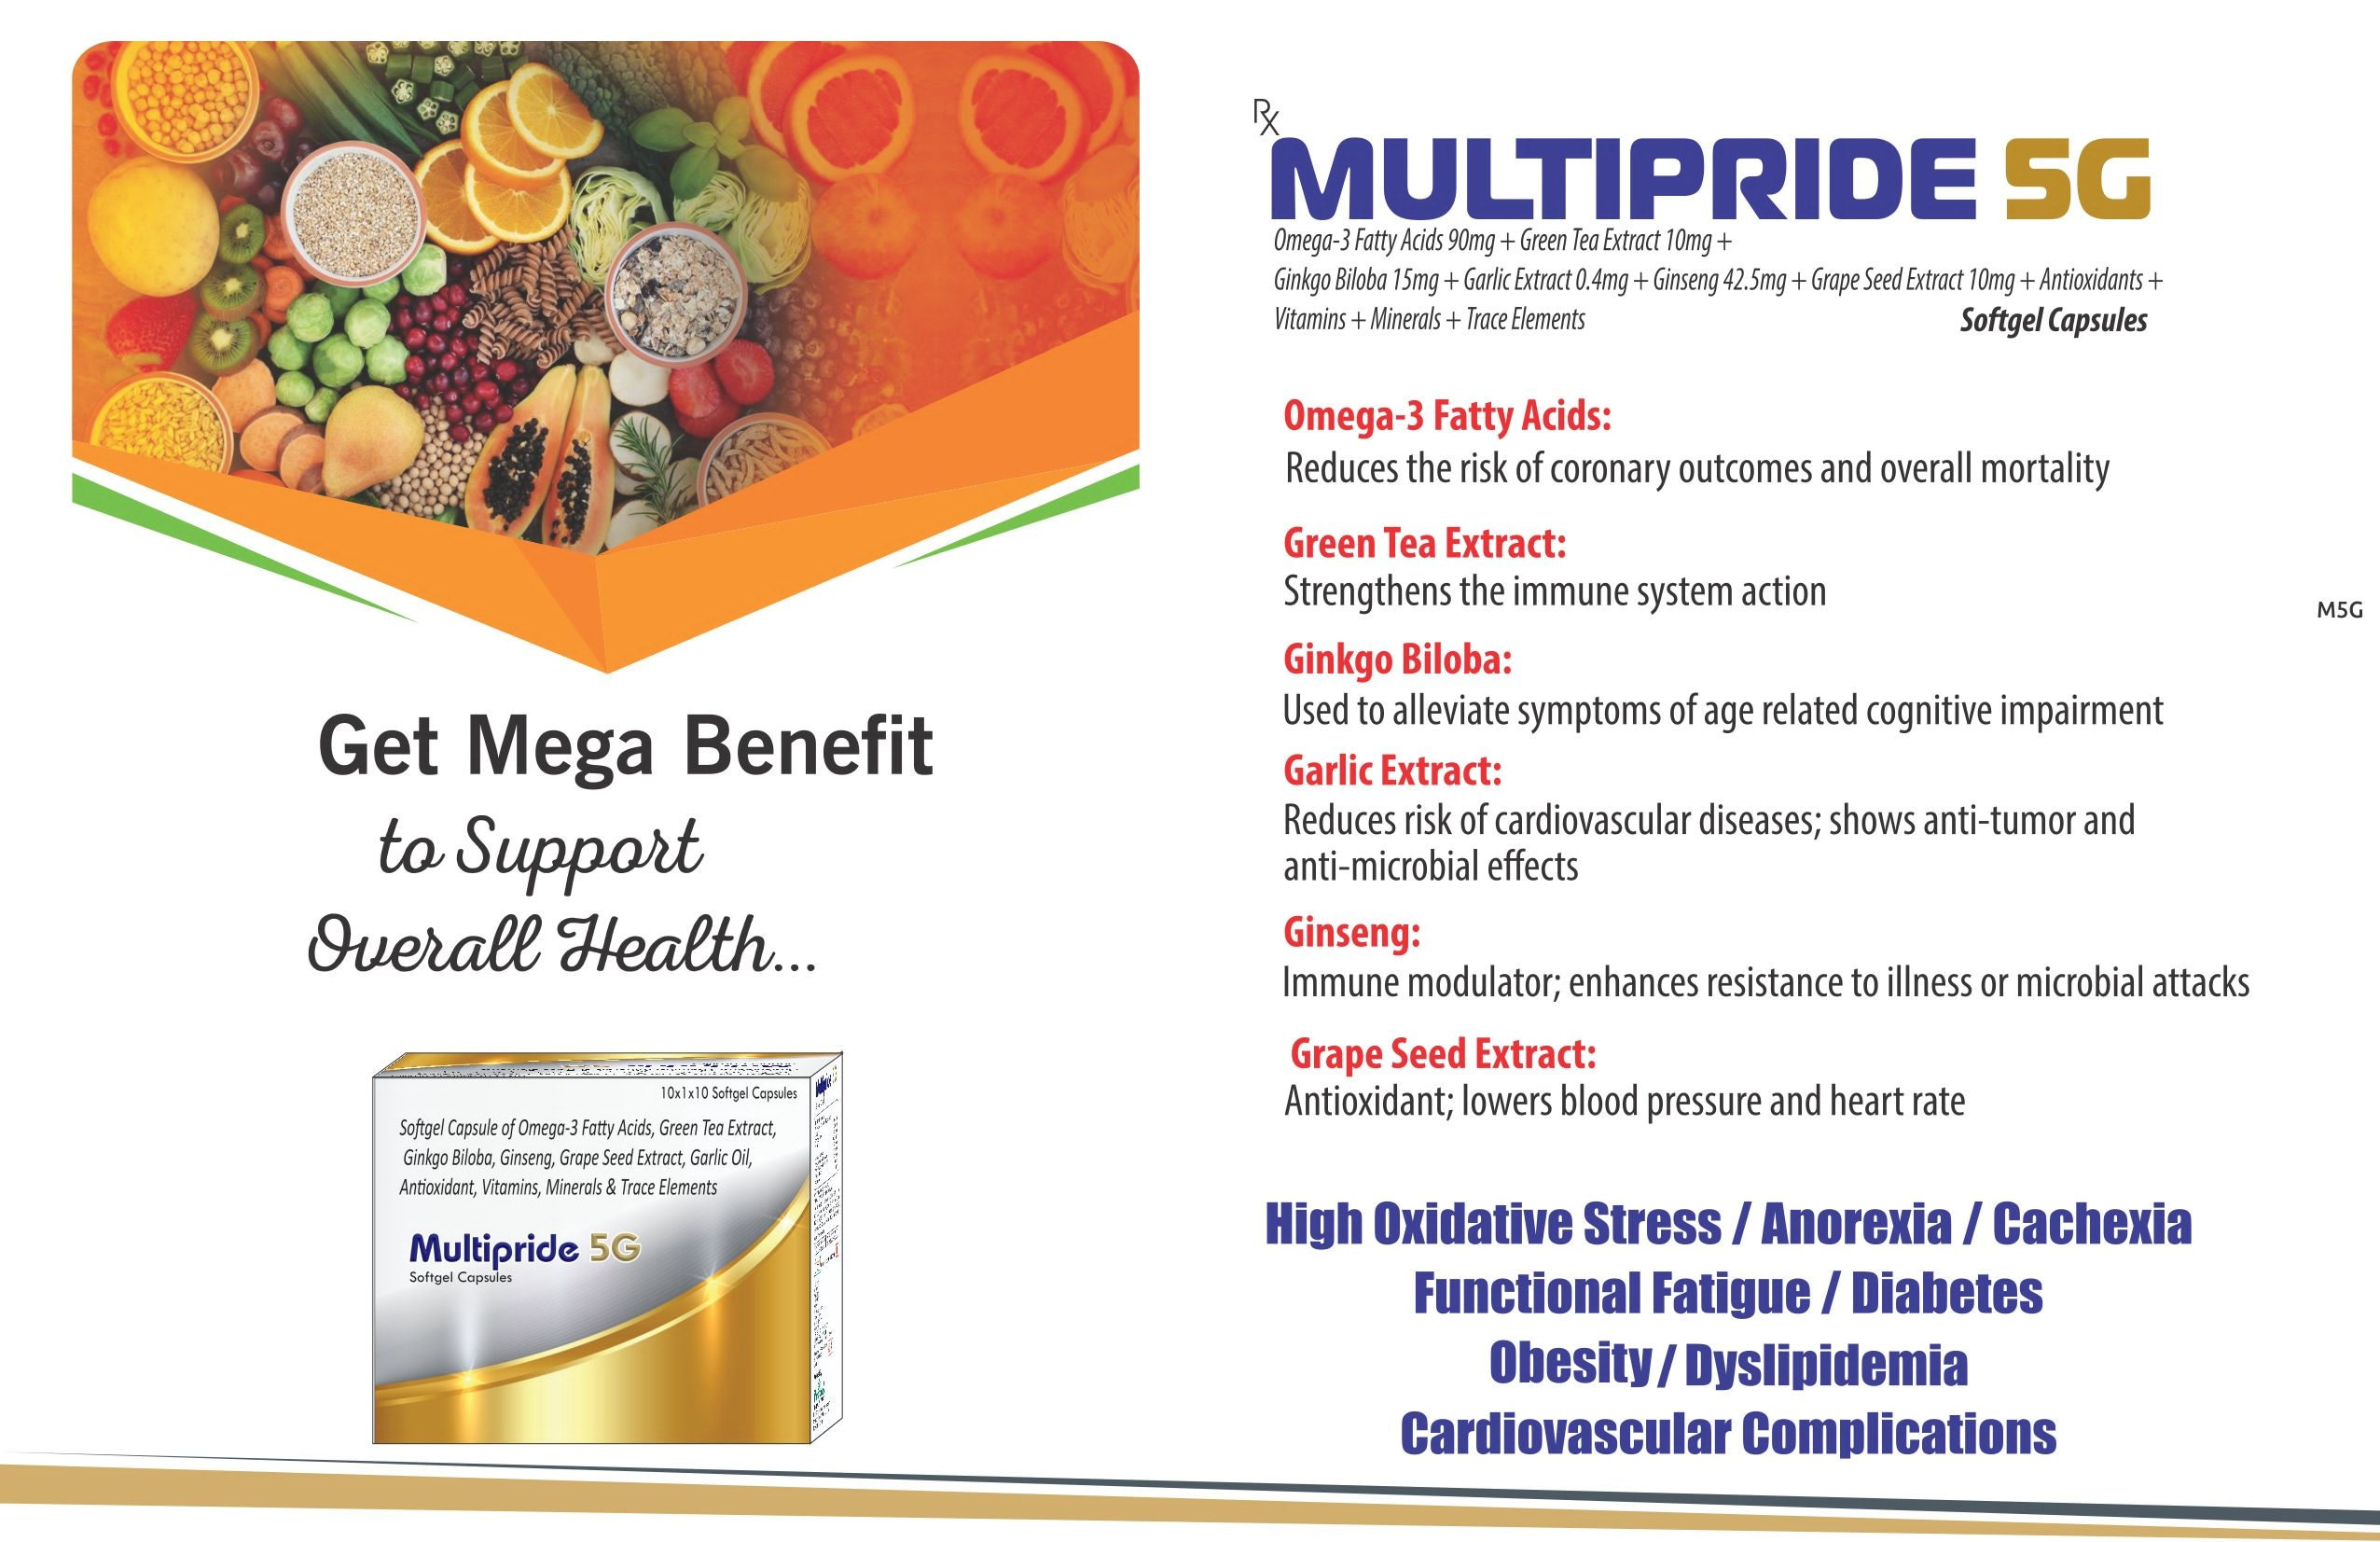 Get Mega Benefit
to Support
Overall Health...
10x1x10 Softgel Capsules
Softgel Capsule of Omega-3 Fatty Acids, Green Tea Extract,
Ginkgo Biloba, Ginseng, Grape Seed Extract, Garlic Oil,
Antioxidant, Vitamins, Minerals & Trace Elements
Multipride 5G
Softgel Capsules
Rx
MULTIPRIDE 5G
Omega-3 Fatty Acids 90mg + Green Tea Extract 10mg +
Ginkgo Biloba 15mg + Garlic Extract 0.4mg + Ginseng 42.5mg + Grape Seed Extract 10mg + Antioxidants +
Vitamins + Minerals + Trace Elements
Softgel Capsules
Omega-3 Fatty Acids:
Reduces the risk of coronary outcomes and overall mortality
Green Tea Extract:
Strengthens the immune system action
Ginkgo Biloba:
Used to alleviate symptoms of age related cognitive impairment
Garlic Extract:
Reduces risk of cardiovascular diseases; shows anti-tumor and
anti-microbial effects
Ginseng:
Immune modulator; enhances resistance to illness or microbial attacks
Grape Seed Extract:
Antioxidant; lowers blood pressure and heart rate
High Oxidative Stress / Anorexia / Cachexia
Functional Fatigue / Diabetes
Obesity / Dyslipidemia
Cardiovascular Complications
M5G